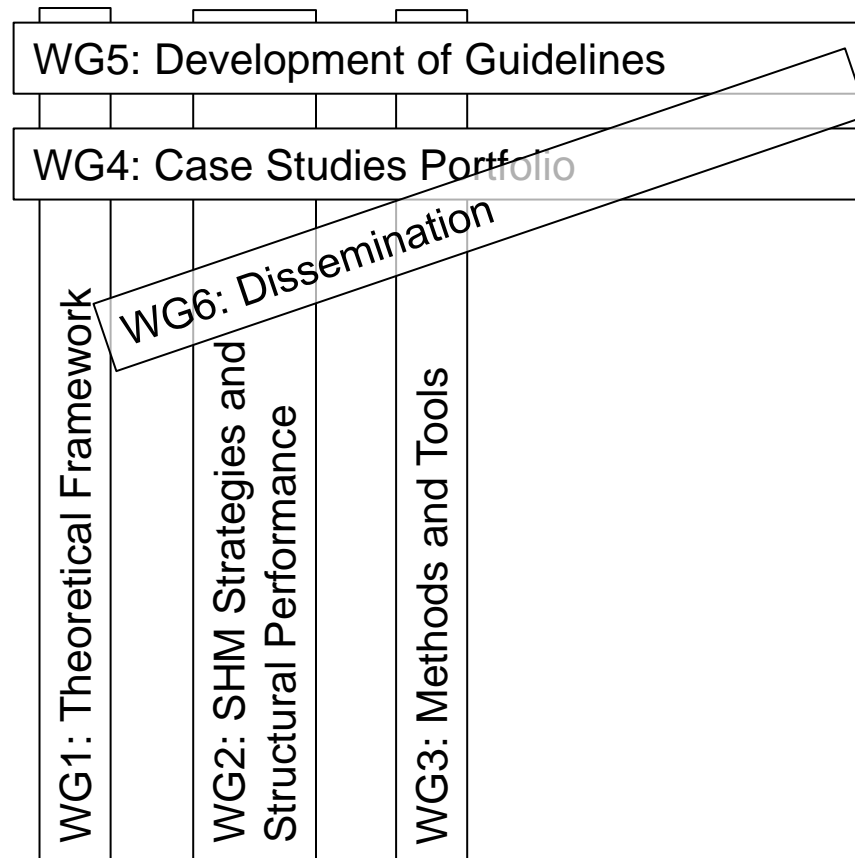 WG5: Development of Guidelines
WG4: Case Studies Portfolio
WG6: Dissemination
WG1: Theoretical Framework
WG2: SHM Strategies and
Structural Performance
WG3: Methods and Tools